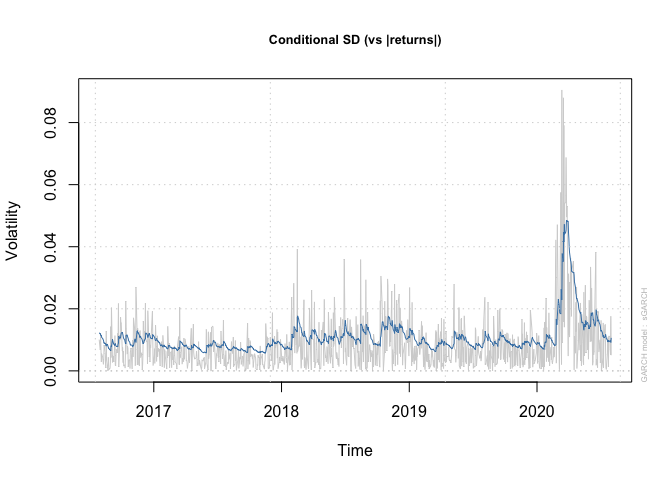 Conditional SD (vs |returns|)
Volatility
0.08
0.06
0.04
0.02
0.00
2017 2018 2019 2020
Time
GARCH model : sGARCH